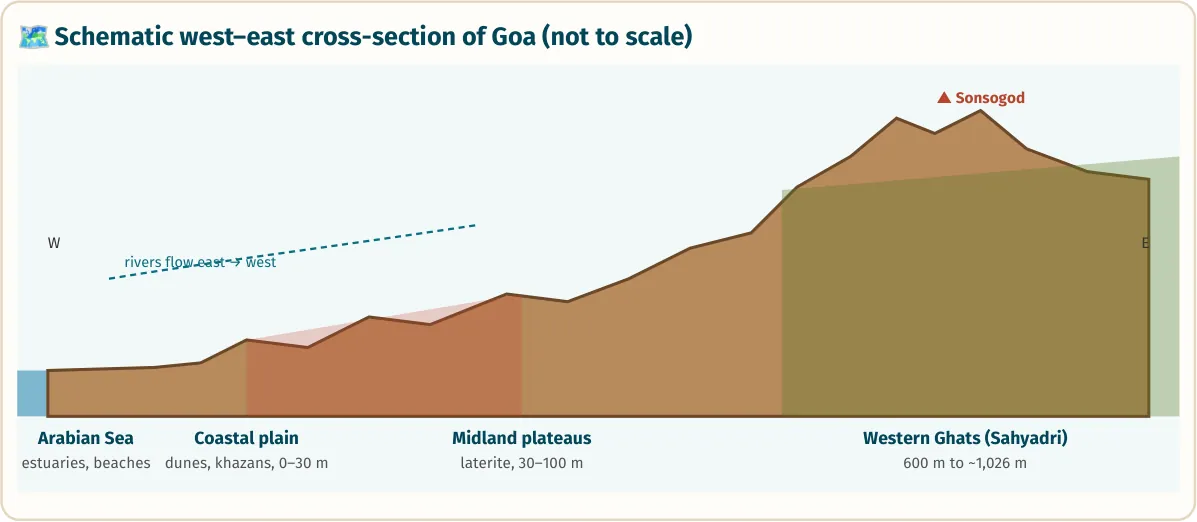 Schematic west–east cross-section of Goa (not to scale)
▲ Sonsogod
W
E
rivers flow east → west
Arabian Sea
estuaries, beaches
Coastal plain
dunes, khazans, 0–30 m
Midland plateaus
laterite, 30–100 m
Western Ghats (Sahyadri)
600 m to ~1,026 m